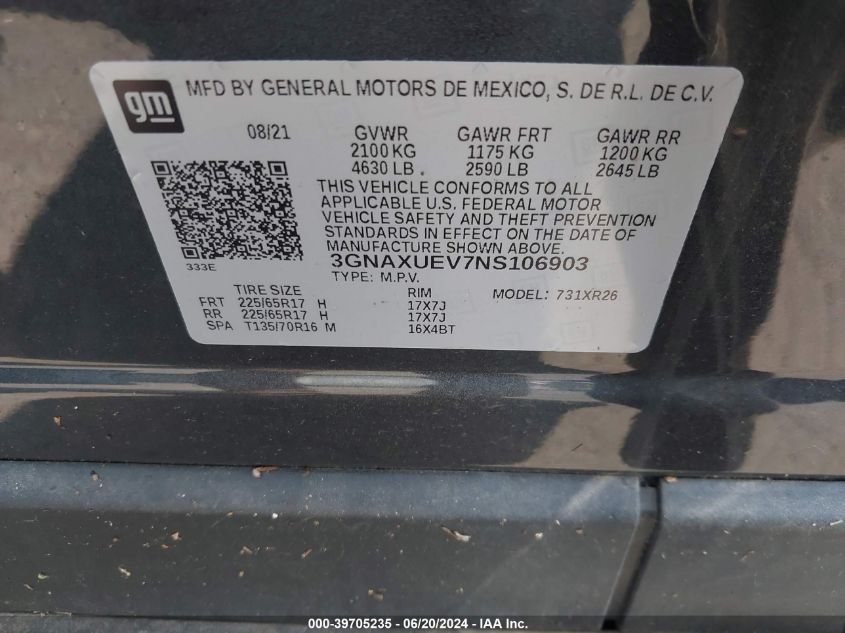 gm MFD BY GENERAL MOTORS DE MEXICO, S. DE R.L. DE C.V.
08/21 GVWR GAWR FRT GAWR RR
2100 KG 1175 KG 1200 KG
4630 LB 2590 LB 2645 LB
THIS VEHICLE CONFORMS TO ALL
APPLICABLE U.S. FEDERAL MOTOR
VEHICLE SAFETY AND THEFT PREVENTION
STANDARDS IN EFFECT ON THE DATE OF
MANUFACTURE SHOWN ABOVE.
333E 3GNAXUEV7NS106903
TYPE: M.P.V.
TIRE SIZE RIM MODEL: 731XR26
FRT 225/65R17 H 17X7J
RR 225/65R17 H 17X7J
SPA T135/70R16 M 16X4BT
000-39705235 - 06/20/2024 - IAA Inc.